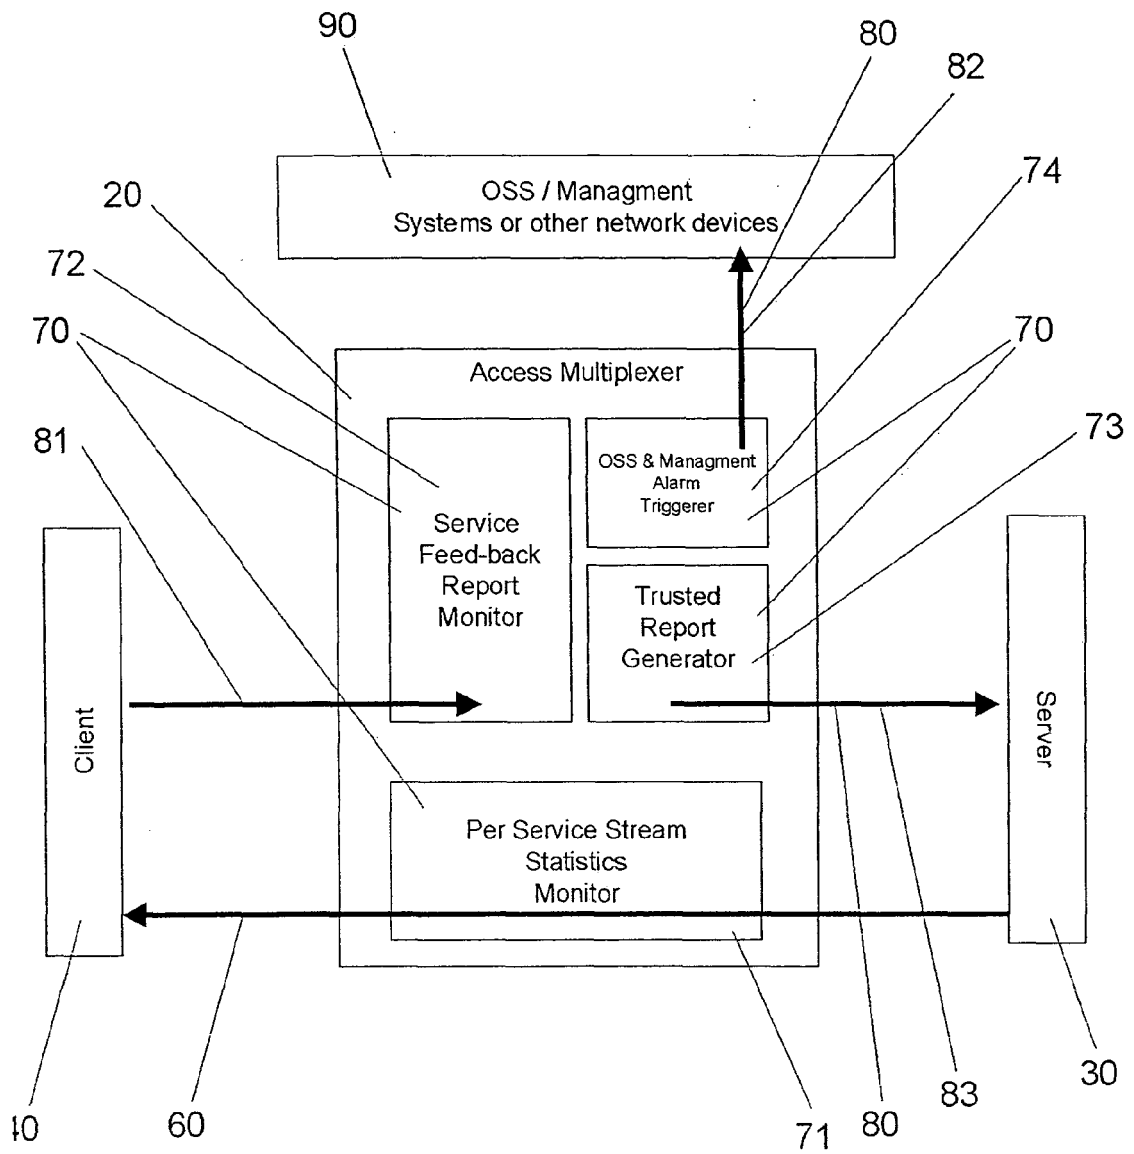 90
80
82
OSS / Managment
Systems or other network devices
74
20
72
70
70
Access Multiplexer
81
73
OSS & Managment
Alarm
Triggerer
Service
Feed-back
Report
Monitor
Trusted
Report
Generator
Client
Server
Per Service Stream
Statistics
Monitor
60
71
80
83
30